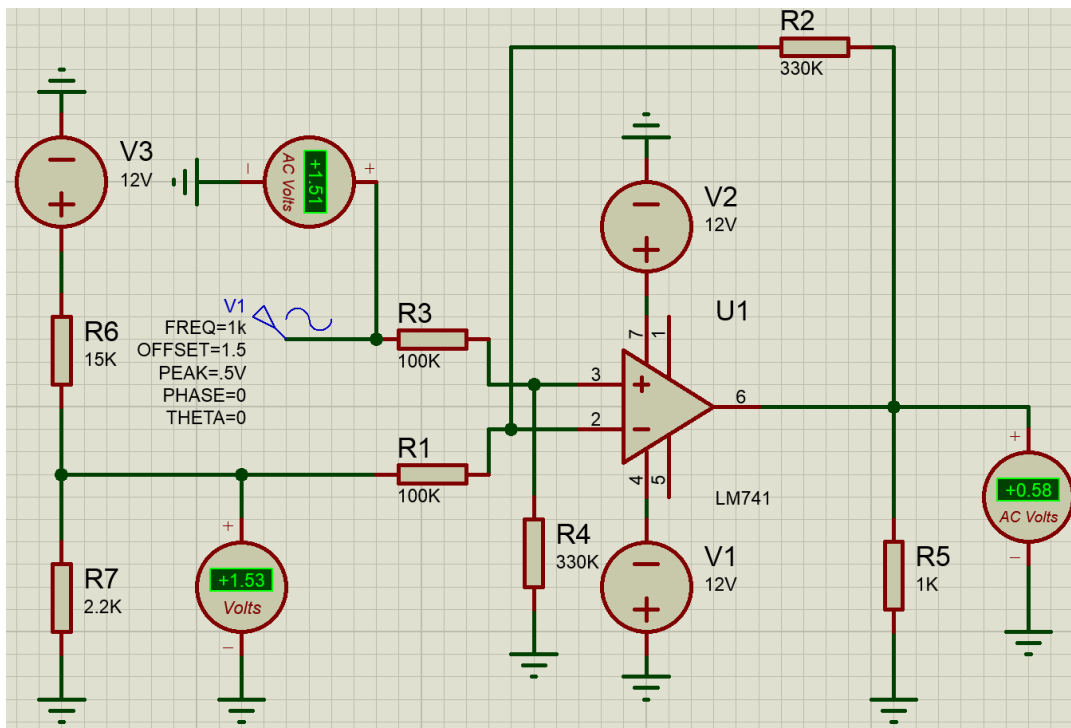 R2
330K
V3
12V
+1.51
AC Volts
V2
12V
V1
FREQ=1k
OFFSET=1.5
PEAK=.5V
PHASE=0
THETA=0
R3
100K
U1
7
1
R6
15K
3
2
6
R1
100K
4
5
LM741
+0.58
AC Volts
R4
330K
R7
2.2K
+1.53
Volts
V1
12V
R5
1K